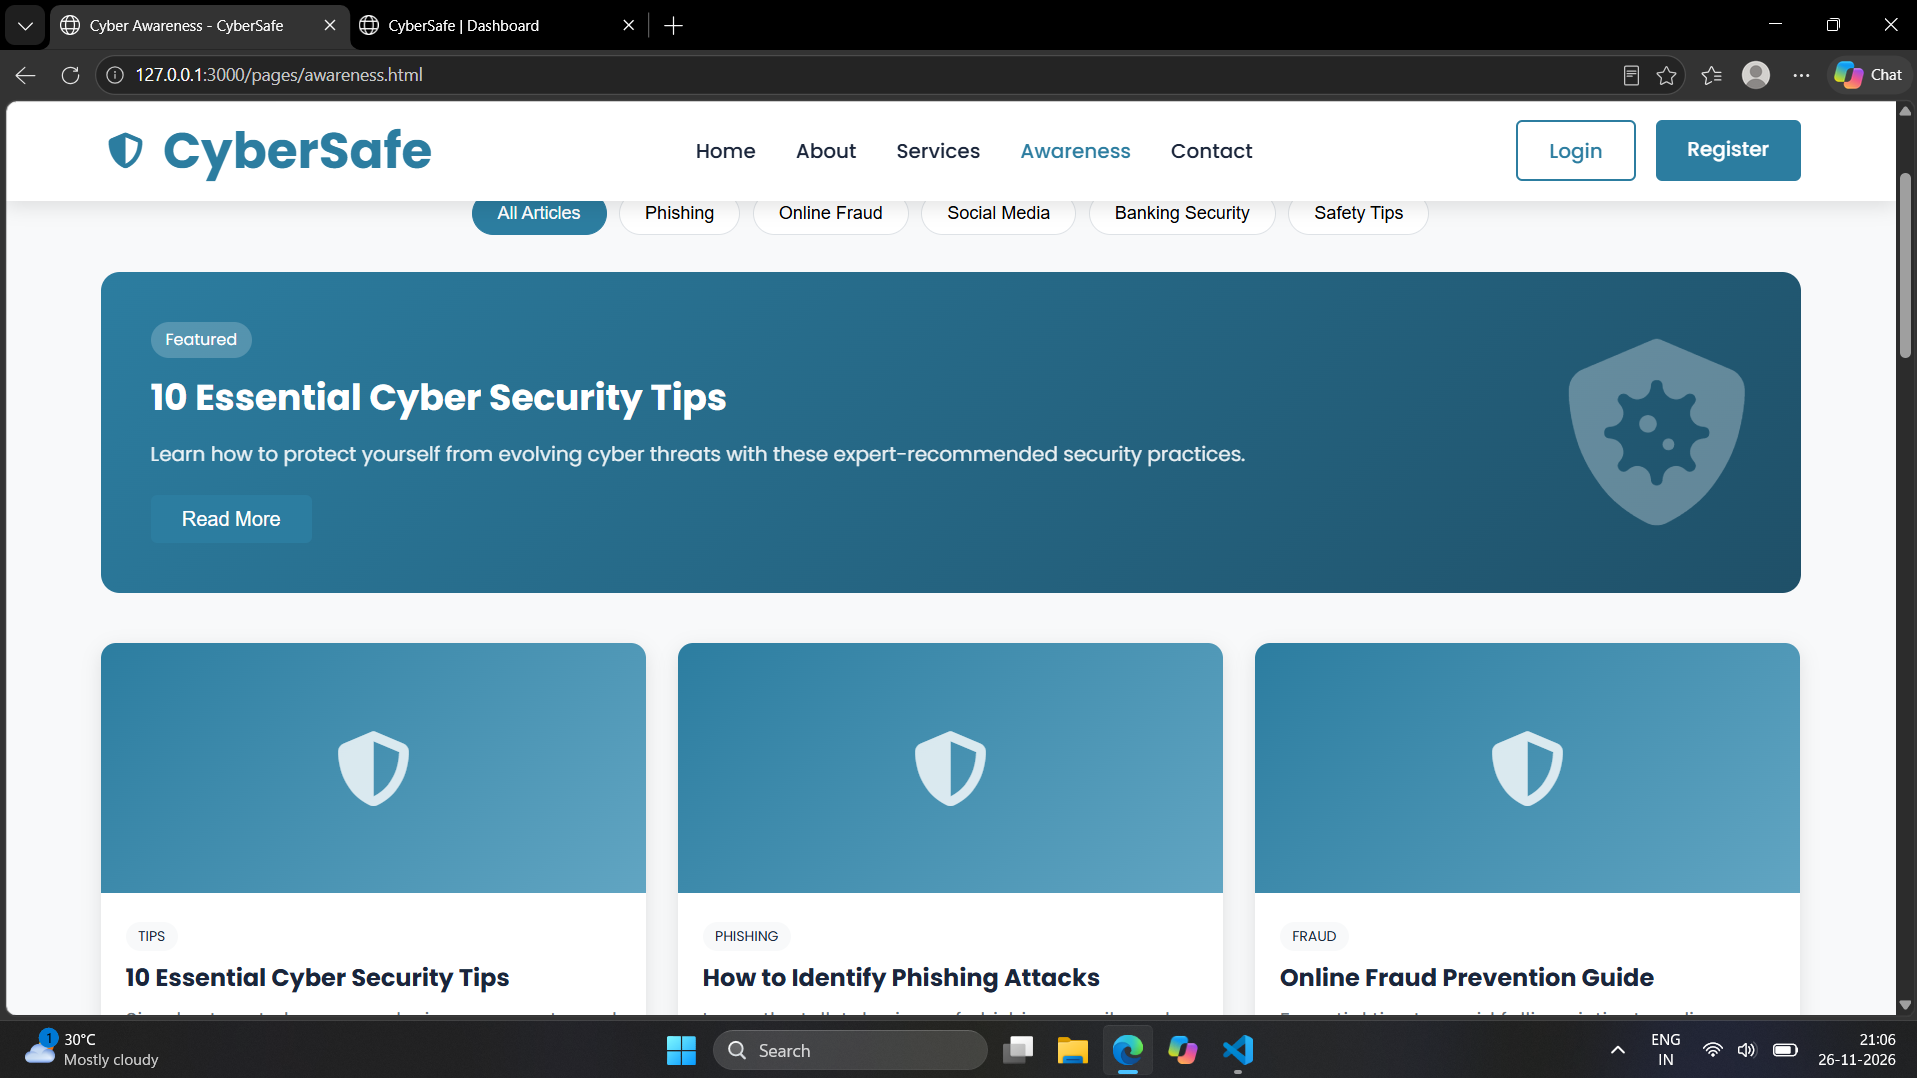 Cyber Awareness - CyberSafe
CyberSafe | Dashboard
127.0.0.1:3000/pages/awareness.html
Chat
CyberSafe
Home
About
Services
Awareness
Contact
Login
Register
All Articles
Phishing
Online Fraud
Social Media
Banking Security
Safety Tips
Featured
10 Essential Cyber Security Tips
Learn how to protect yourself from evolving cyber threats with these expert-recommended security practices.
Read More
TIPS
10 Essential Cyber Security Tips
PHISHING
How to Identify Phishing Attacks
FRAUD
Online Fraud Prevention Guide
1
30°C
Mostly cloudy
Search
ENG
IN
21:06
26-11-2026